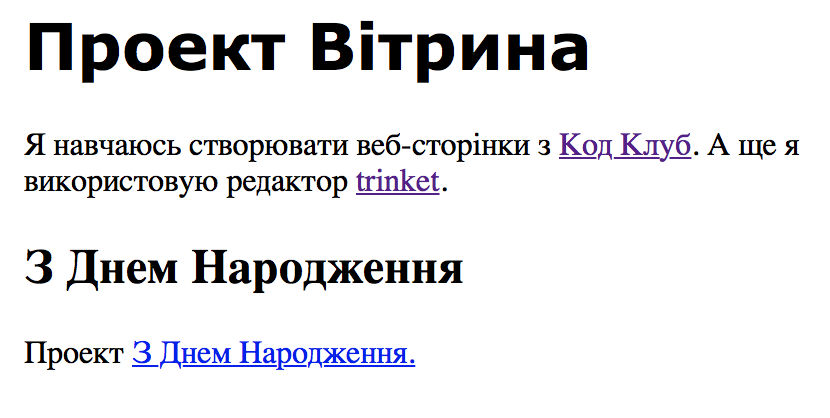 Проект Вітрина
Я навчаюсь створювати веб-сторінки з Код Клуб. А ще я
використовую редактор trinket.
З Днем Народження
Проект З Днем Народження.